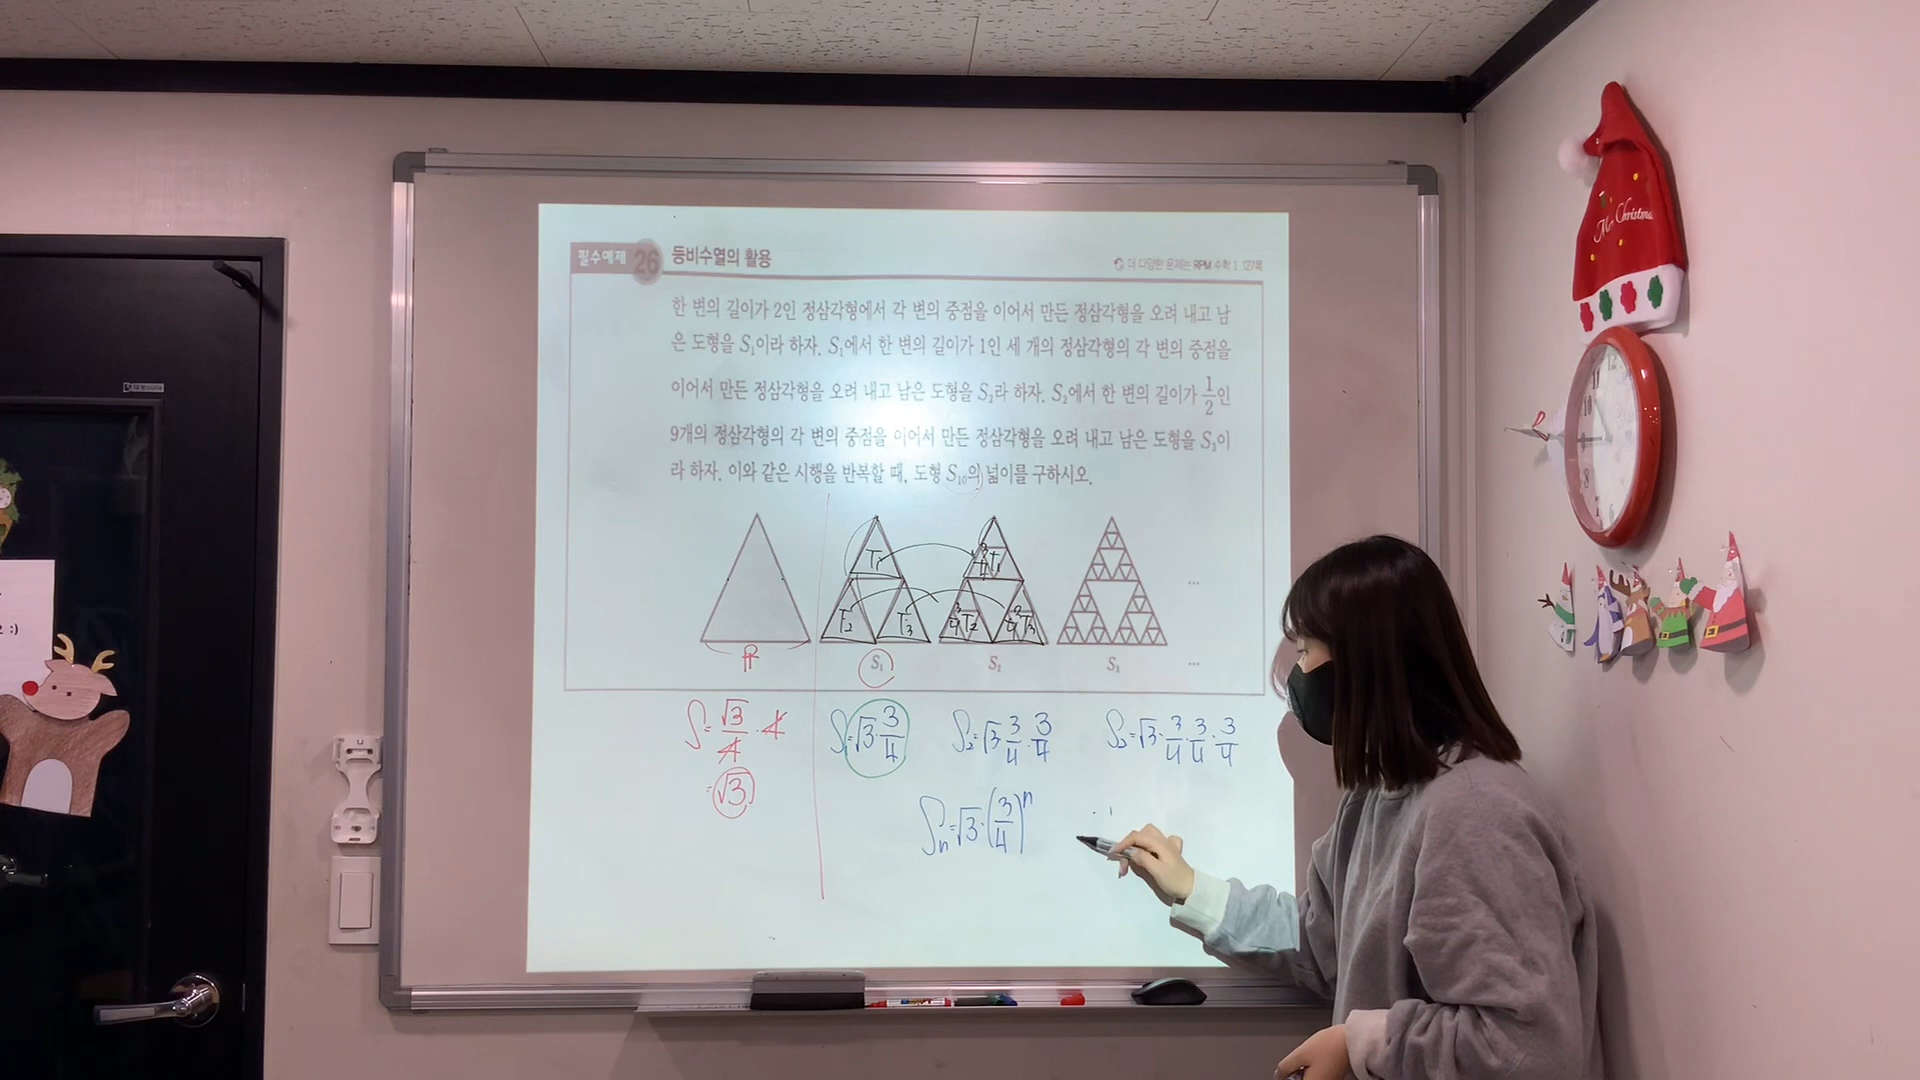 필수예제 26 등비수열의 활용
더 다양한 문제는 RPM 수학 I 127쪽
한 변의 길이가 2인 정삼각형에서 각 변의 중점을 이어서 만든 정삼각형을 오려 내고 남
은 도형을 S₁이라 하자. S₁에서 한 변의 길이가 1인 세 개의 정삼각형의 각 변의 중점을
이어서 만든 정삼각형을 오려 내고 남은 도형을 S₂라 하자. S₂에서 한 변의 길이가 1/2인
9개의 정삼각형의 각 변의 중점을 이어서 만든 정삼각형을 오려 내고 남은 도형을 S₃이
라 하자. 이와 같은 시행을 반복할 때, 도형 S₁₀의 넓이를 구하시오.
T₁ 3/4 T₁
T₂ T₃ 3/4 T₂ 3/4 T₃
...
S₁ S₂ S₃ ...
S = √3/4 · 4
= √3
S₁ = √3 · 3/4
S₂ = √3 · 3/4 · 3/4
S₃ = √3 · 3/4 · 3/4 · 3/4
Sₙ = √3 · (3/4)ⁿ
Merry Christmas
:)